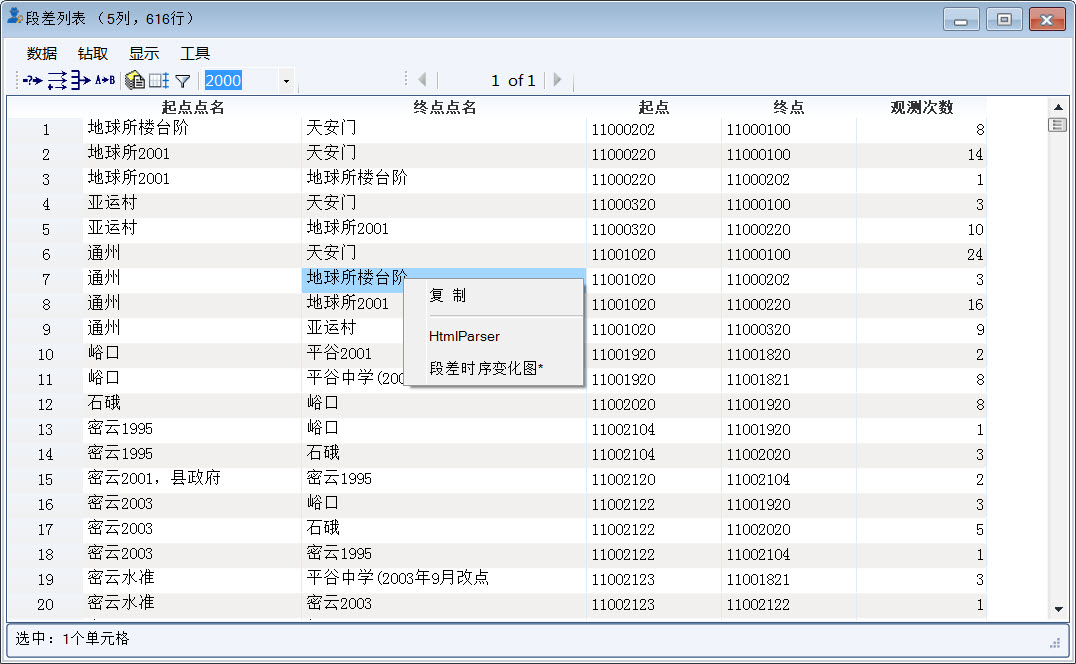 段差列表 （5列，616行）
数据 钻取 显示 工具
2000 1 of 1
起点点名 终点点名 起点 终点 观测次数
1 地球所楼台阶 天安门 11000202 11000100 8
2 地球所2001 天安门 11000220 11000100 14
3 地球所2001 地球所楼台阶 11000220 11000202 1
4 亚运村 天安门 11000320 11000100 3
5 亚运村 地球所2001 11000320 11000220 10
6 通州 天安门 11001020 11000100 24
7 通州 地球所楼台阶 11001020 11000202 3
8 通州 地球所2001 11001020 11000220 16
9 通州 亚运村 11001020 11000320 9
10 峪口 平谷2001 11001920 11001820 2
11 峪口 平谷中学(200 11001920 11001821 8
12 石硪 峪口 11002020 11001920 8
13 密云1995 峪口 11002104 11001920 1
14 密云1995 石硪 11002104 11002020 3
15 密云2001，县政府 密云1995 11002120 11002104 2
16 密云2003 峪口 11002122 11001920 3
17 密云2003 石硪 11002122 11002020 5
18 密云2003 密云1995 11002122 11002104 1
19 密云水准 平谷中学(2003年9月改点 11002123 11001821 3
20 密云水准 密云2003 11002123 11002122 1
复 制
HtmlParser
段差时序变化图*
选中：1个单元格